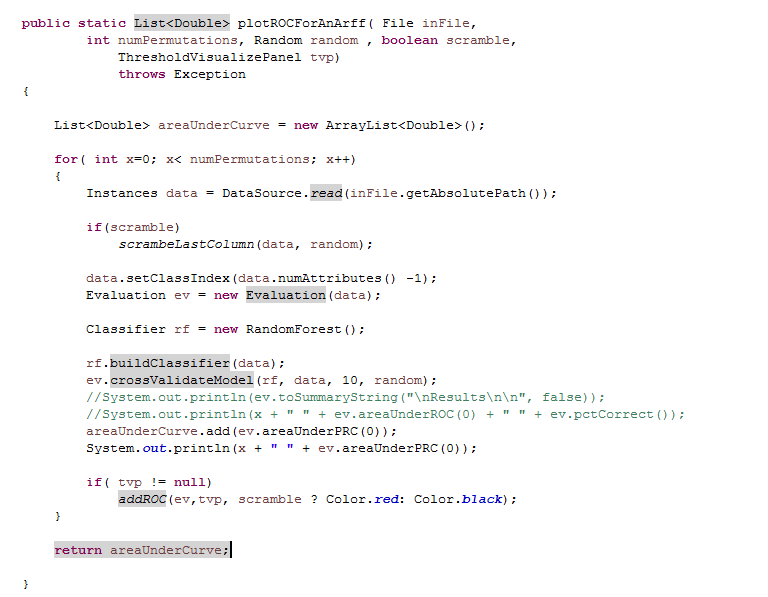 public static List<Double> plotROCForAnArff( File inFile,
        int numPermutations, Random random , boolean scramble,
            ThresholdVisualizePanel tvp)
            throws Exception
{
    List<Double> areaUnderCurve = new ArrayList<Double>();
    for( int x=0; x< numPermutations; x++)
    {
        Instances data = DataSource.read(inFile.getAbsolutePath());
        if(scramble)
            scrambeLastColumn(data, random);
        data.setClassIndex(data.numAttributes() -1);
        Evaluation ev = new Evaluation(data);
        Classifier rf = new RandomForest();
        rf.buildClassifier(data);
        ev.crossValidateModel(rf, data, 10, random);
        //System.out.println(ev.toSummaryString("\nResults\n\n", false));
        //System.out.println(x + " " + ev.areaUnderROC(0) + " " + ev.pctCorrect());
        areaUnderCurve.add(ev.areaUnderPRC(0));
        System.out.println(x + " " + ev.areaUnderPRC(0));
        if( tvp != null)
            addROC(ev,tvp, scramble ? Color.red: Color.black);
    }
    return areaUnderCurve;
}